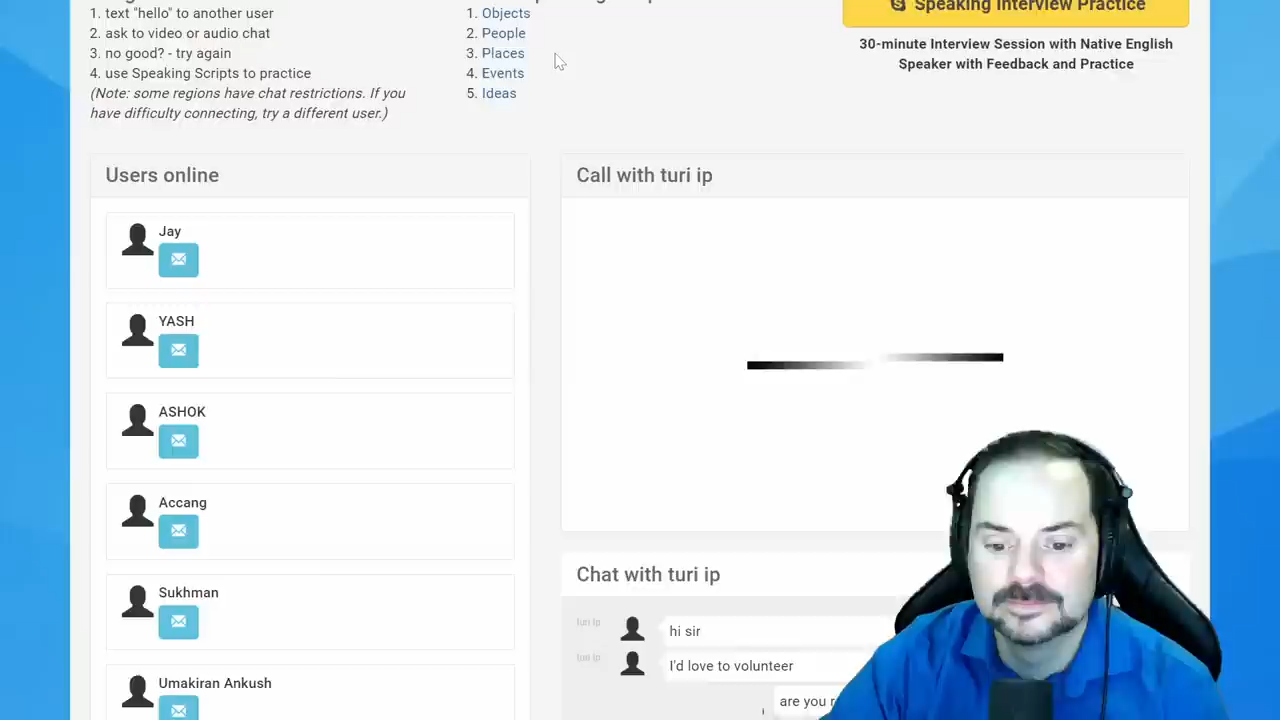 1. text "hello" to another user
2. ask to video or audio chat
3. no good? - try again
4. use Speaking Scripts to practice
(Note: some regions have chat restrictions. If you
have difficulty connecting, try a different user.)
1. Objects
2. People
3. Places
4. Events
5. Ideas
Speaking Interview Practice
30-minute Interview Session with Native English
Speaker with Feedback and Practice
Users online
Jay
YASH
ASHOK
Accang
Sukhman
Umakiran Ankush
Call with turi ip
Chat with turi ip
turi ip
hi sir
turi ip
I'd love to volunteer
are you